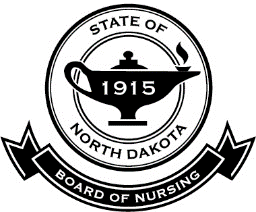 STATE OF
1915
NORTH DAKOTA
BOARD OF NURSING